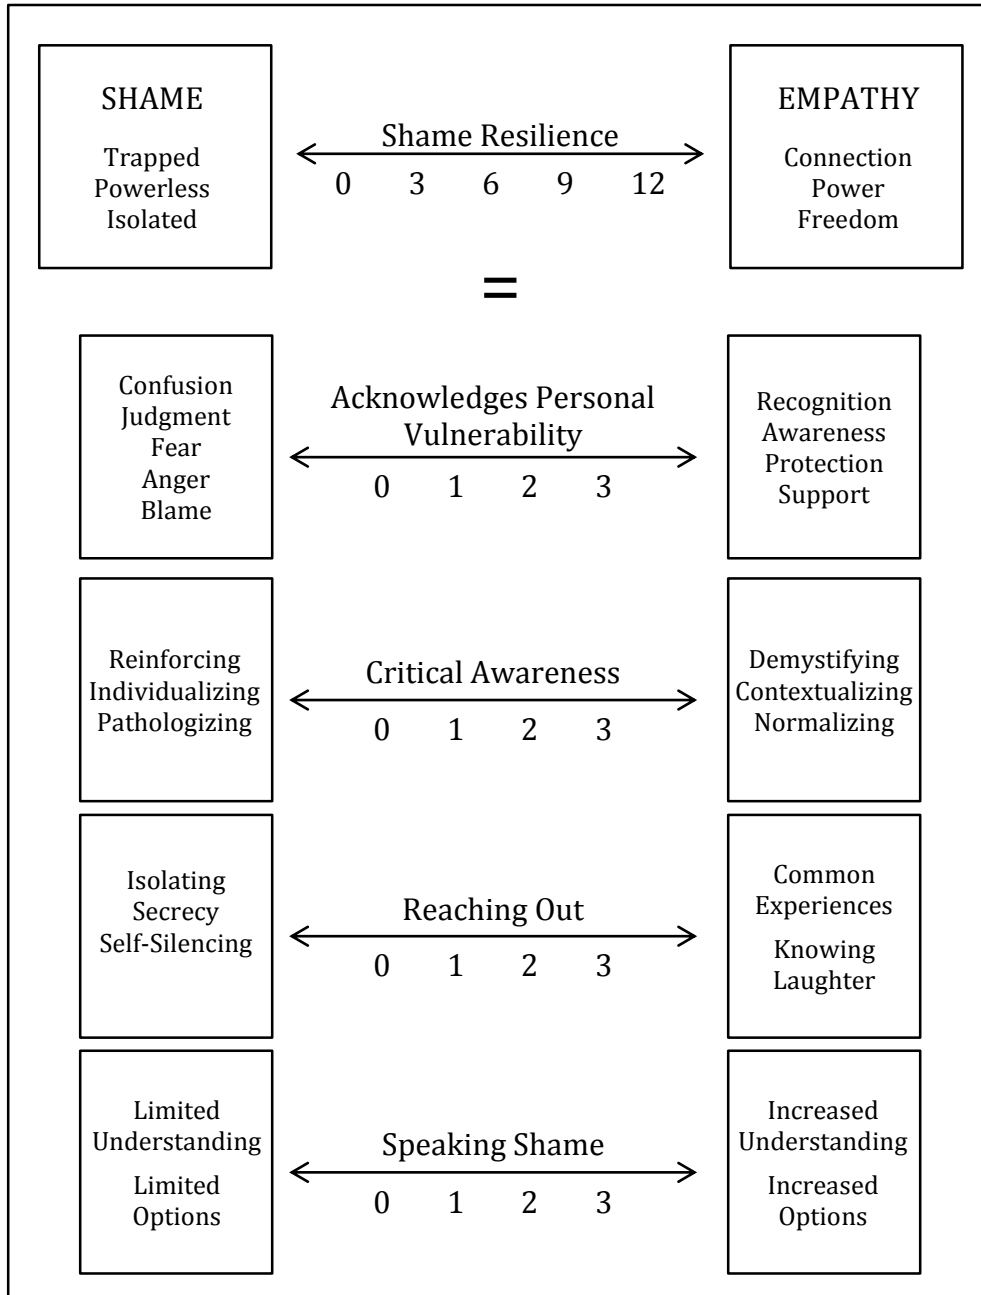 SHAME
Trapped
Powerless
Isolated
Shame Resilience
0 3 6 9 12
EMPATHY
Connection
Power
Freedom
=
Confusion
Judgment
Fear
Anger
Blame
Acknowledges Personal
Vulnerability
0 1 2 3
Recognition
Awareness
Protection
Support
Reinforcing
Individualizing
Pathologizing
Critical Awareness
0 1 2 3
Demystifying
Contextualizing
Normalizing
Isolating
Secrecy
Self-Silencing
Reaching Out
0 1 2 3
Common
Experiences
Knowing
Laughter
Limited
Understanding
Limited
Options
Speaking Shame
0 1 2 3
Increased
Understanding
Increased
Options